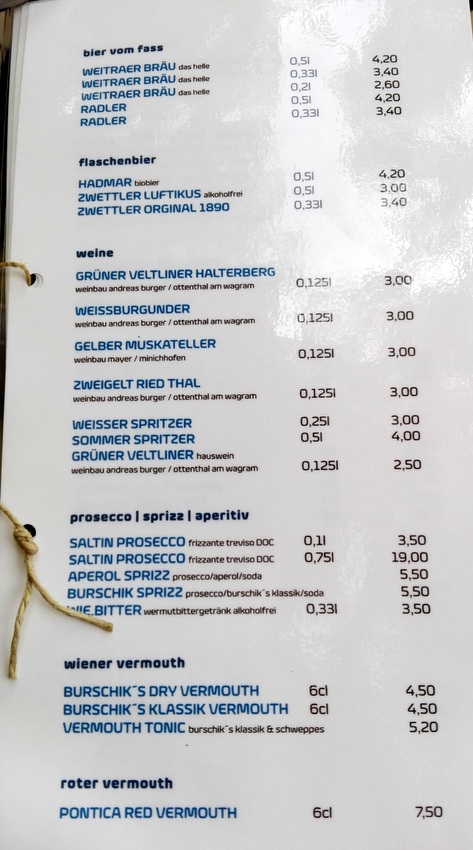 bier vom fass
WEITRAER BRÄU das helle 0,5l 4,20
WEITRAER BRÄU das helle 0,33l 3,40
WEITRAER BRÄU das helle 0,2l 2,60
RADLER 0,5l 4,20
RADLER 0,33l 3,40
flaschenbier
HADMAR biobier 0,5l 4,20
ZWETTLER LUFTIKUS alkoholfrei 0,5l 3,00
ZWETTLER ORGINAL 1890 0,33l 3,40
weine
GRÜNER VELTLINER HALTERBERG
weinbau andreas burger / ottenthal am wagram 0,125l 3,00
WEISSBURGUNDER
weinbau andreas burger / ottenthal am wagram 0,125l 3,00
GELBER MUSKATELLER
weinbau mayer / minichhofen 0,125l 3,00
ZWEIGELT RIED THAL
weinbau andreas burger / ottenthal am wagram 0,125l 3,00
WEISSER SPRITZER 0,25l 3,00
SOMMER SPRITZER 0,5l 4,00
GRÜNER VELTLINER hauswein
weinbau andreas burger / ottenthal am wagram 0,125l 2,50
prosecco | sprizz | aperitiv
SALTIN PROSECCO frizzante treviso DOC 0,1l 3,50
SALTIN PROSECCO frizzante treviso DOC 0,75l 19,00
APEROL SPRIZZ prosecco/aperol/soda 5,50
BURSCHIK´S SPRIZZ prosecco/burschik´s klassik/soda 5,50
WIE.BITTER wermutbittergetränk alkoholfrei 0,33l 3,50
wiener vermouth
BURSCHIK´S DRY VERMOUTH 6cl 4,50
BURSCHIK´S KLASSIK VERMOUTH 6cl 4,50
VERMOUTH TONIC burschik´s klassik & schweppes 5,20
roter vermouth
PONTICA RED VERMOUTH 6cl 7,50